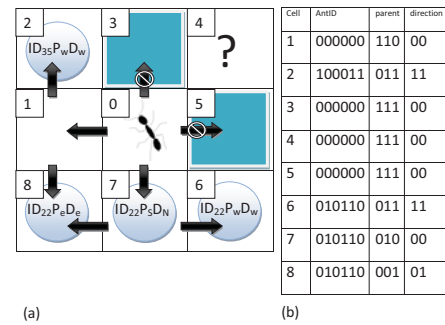 2 3 4
ID35PwDw ?
1 0 5
8 7 6
ID22PeDe ID22PSDN ID22PwDw
(a)
Cell AntID parent direction
1 000000 110 00
2 100011 011 11
3 000000 111 00
4 000000 111 00
5 000000 111 00
6 010110 011 11
7 010110 010 00
8 010110 001 01
(b)